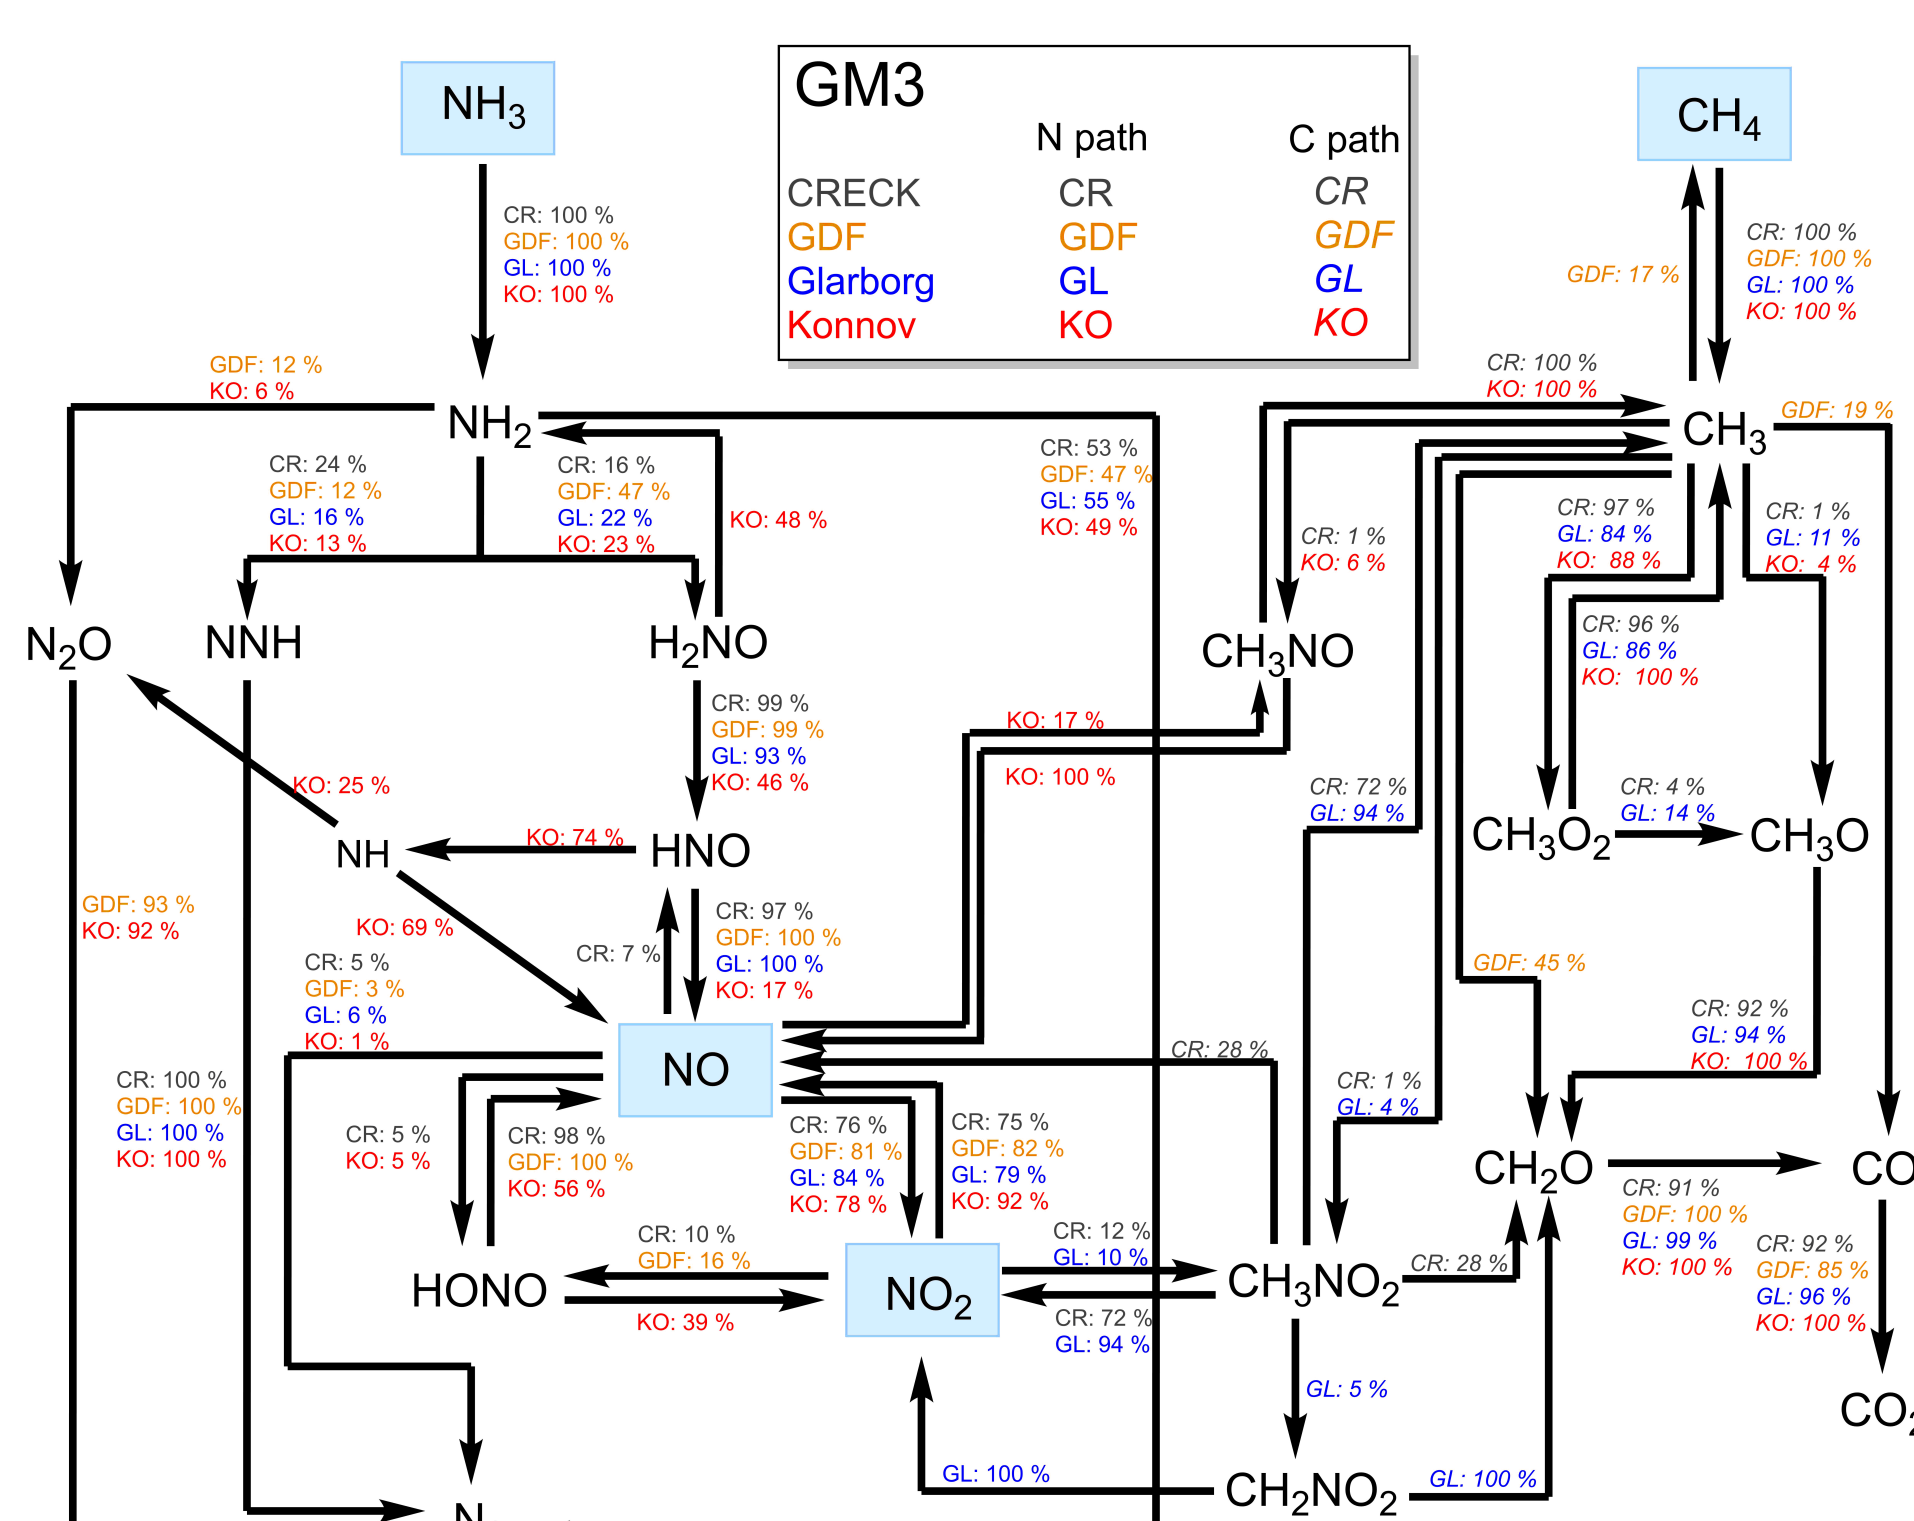 GM3
N path
C path
CRECK
CR
CR
GDF
GDF
GDF
Glarborg
GL
GL
Konnov
KO
KO
NH3
CR: 100 %
GDF: 100 %
GL: 100 %
KO: 100 %
CH4
GDF: 17 %
CR: 100 %
GDF: 100 %
GL: 100 %
KO: 100 %
GDF: 12 %
KO: 6 %
NH2
CR: 24 %
GDF: 12 %
GL: 16 %
KO: 13 %
CR: 16 %
GDF: 47 %
GL: 22 %
KO: 23 %
KO: 48 %
CR: 53 %
GDF: 47 %
GL: 55 %
KO: 49 %
CR: 100 %
KO: 100 %
CH3
GDF: 19 %
CR: 1 %
KO: 6 %
CR: 97 %
GL: 84 %
KO: 88 %
CR: 1 %
GL: 11 %
KO: 4 %
N2O
NNH
H2NO
CH3NO
CR: 96 %
GL: 86 %
KO: 100 %
CR: 99 %
GDF: 99 %
GL: 93 %
KO: 46 %
KO: 17 %
KO: 100 %
KO: 25 %
CR: 72 %
GL: 94 %
CR: 4 %
GL: 14 %
NH
KO: 74 %
HNO
CH3O2
CH3O
GDF: 93 %
KO: 92 %
KO: 69 %
CR: 7 %
CR: 97 %
GDF: 100 %
GL: 100 %
KO: 17 %
CR: 5 %
GDF: 3 %
GL: 6 %
KO: 1 %
GDF: 45 %
CR: 92 %
GL: 94 %
KO: 100 %
NO
CR: 28 %
CR: 100 %
GDF: 100 %
GL: 100 %
KO: 100 %
CR: 1 %
GL: 4 %
CR: 5 %
KO: 5 %
CR: 98 %
GDF: 100 %
KO: 56 %
CR: 76 %
GDF: 81 %
GL: 84 %
KO: 78 %
CR: 75 %
GDF: 82 %
GL: 79 %
KO: 92 %
CH2O
CO
CR: 91 %
GDF: 100 %
GL: 99 %
KO: 100 %
CR: 92 %
GDF: 85 %
GL: 96 %
KO: 100 %
CR: 10 %
GDF: 16 %
CR: 12 %
GL: 10 %
HONO
KO: 39 %
NO2
CR: 72 %
GL: 94 %
CH3NO2
CR: 28 %
GL: 5 %
CO2
GL: 100 %
CH2NO2
GL: 100 %